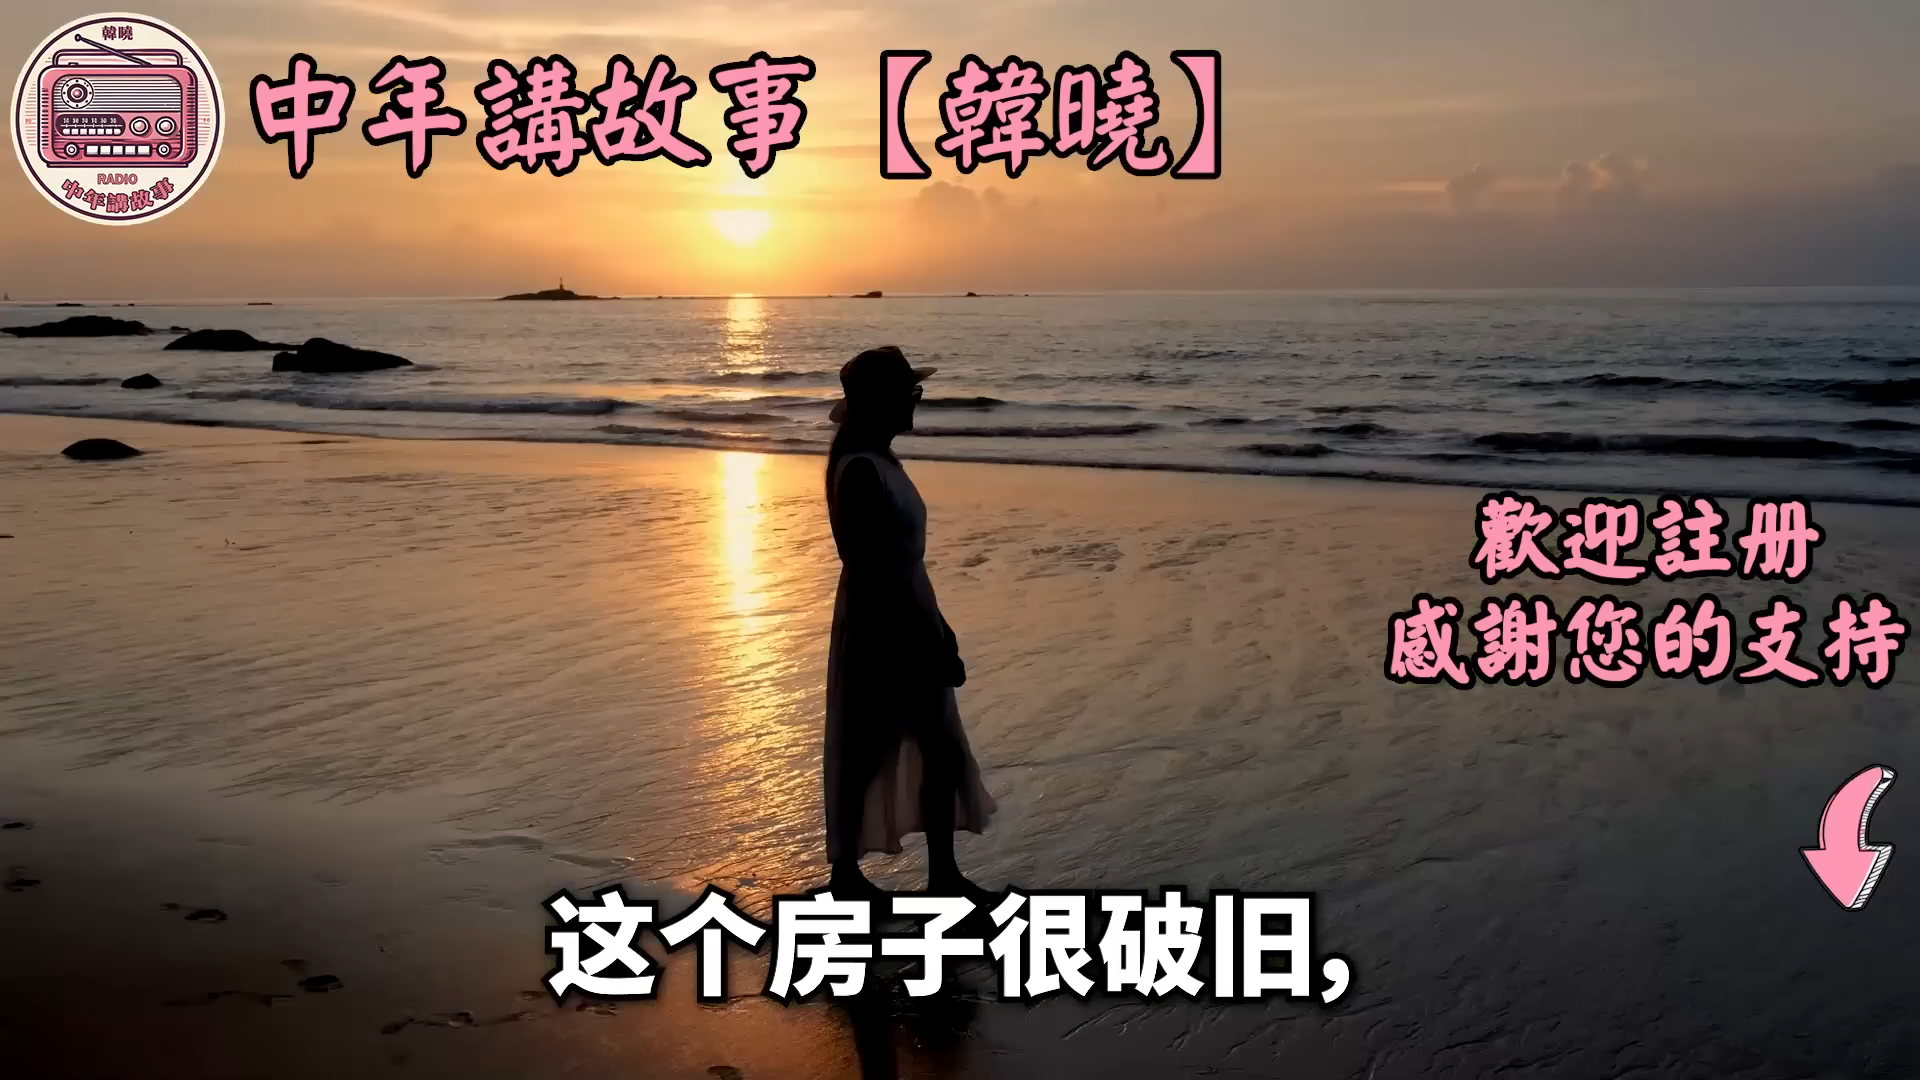 韓曉
RADIO
中年講故事
中年講故事【韓曉】
歡迎註册
感謝您的支持
这个房子很破旧,